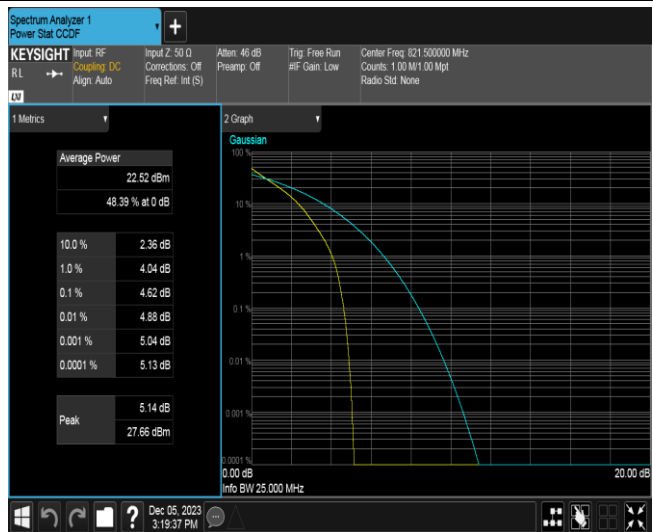 Spectrum Analyzer 1
Power Stat CCDF
+
KEYSIGHT
RL
LXI
Input: RF
Coupling: DC
Align: Auto
Input Z: 50 Ω
Corrections: Off
Freq Ref: Int (S)
Atten: 46 dB
Preamp: Off
Trig: Free Run
#IF Gain: Low
Center Freq: 821.500000 MHz
Counts: 1.00 M/1.00 Mpt
Radio Std: None
1 Metrics
Average Power
22.52 dBm
48.39 % at 0 dB
10.0 % 2.36 dB
1.0 % 4.04 dB
0.1 % 4.62 dB
0.01 % 4.88 dB
0.001 % 5.04 dB
0.0001 % 5.13 dB
Peak
5.14 dB
27.66 dBm
2 Graph
Gaussian
100 %
10 %
1 %
0.1 %
0.01 %
0.001 %
0.0001 %
0.00 dB
20.00 dB
Info BW 25.000 MHz
?
Dec 05, 2023
3:19:37 PM